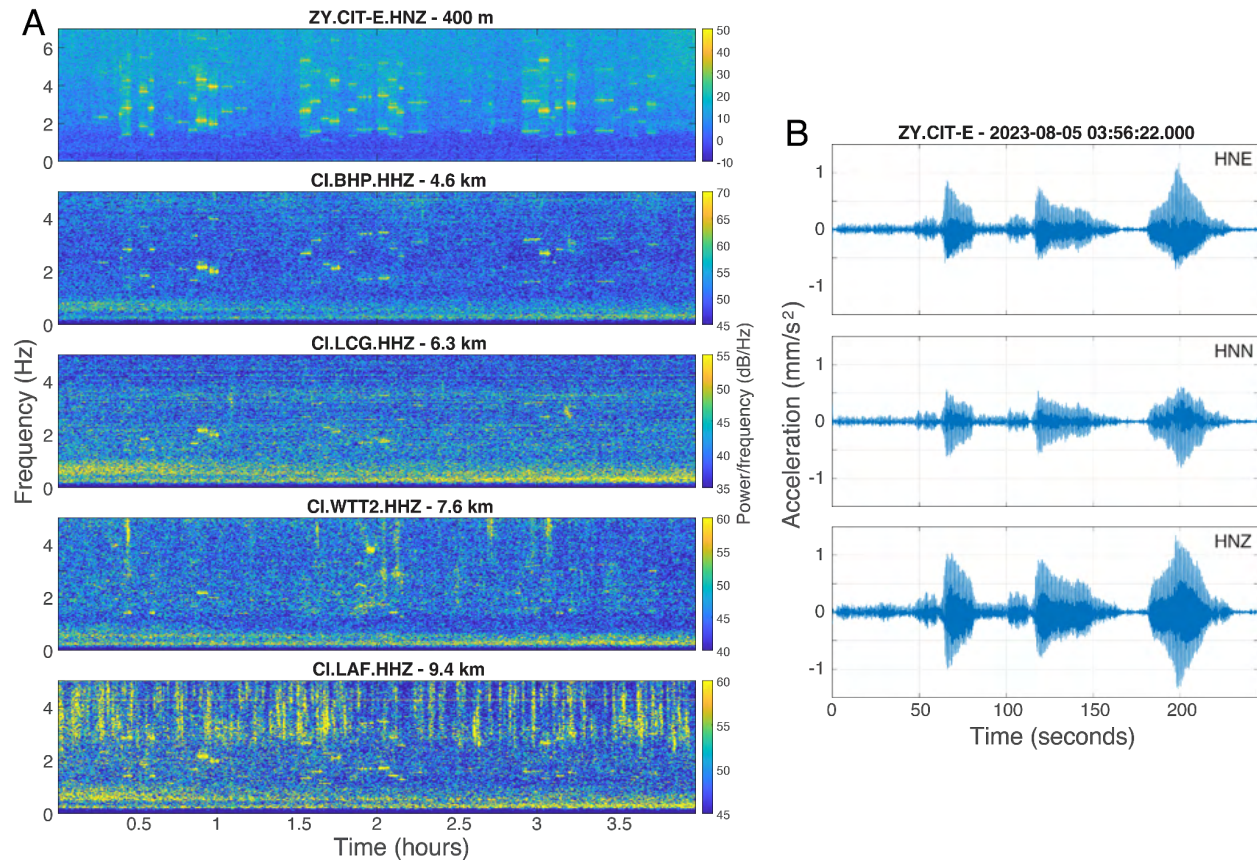 A
ZY.CIT-E.HNZ - 400 m
6
4
2
0
50
40
30
20
10
0
-10
CI.BHP.HHZ - 4.6 km
4
2
0
70
65
60
55
50
45
CI.LCG.HHZ - 6.3 km
4
2
0
55
50
45
40
35
CI.WTT2.HHZ - 7.6 km
4
2
0
60
55
50
45
40
CI.LAF.HHZ - 9.4 km
4
2
0
60
55
50
45
0.5 1 1.5 2 2.5 3 3.5
Time (hours)
Frequency (Hz)
Power/frequency (dB/Hz)
B
ZY.CIT-E - 2023-08-05 03:56:22.000
HNE
1
0
-1
HNN
1
0
-1
HNZ
1
0
-1
0 50 100 150 200
Time (seconds)
Acceleration (mm/s²)